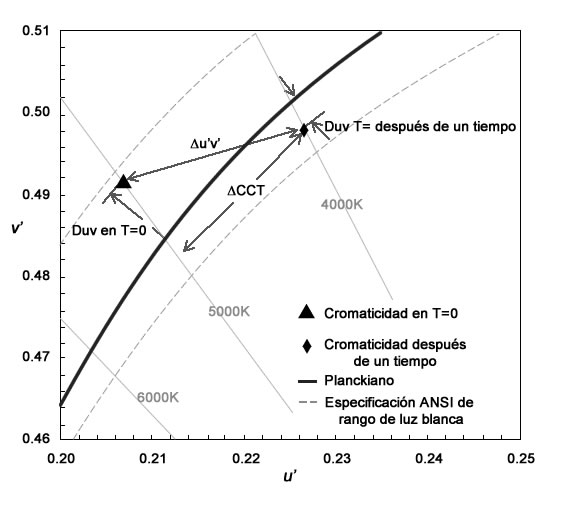 0.51
0.50
0.49
0.48
0.47
0.46
v'
0.20
0.21
0.22
0.23
0.24
0.25
u'
Δu'v'
Duv T= después de un tiempo
ΔCCT
Duv en T=0
4000K
5000K
6000K
Cromaticidad en T=0
Cromaticidad después
de un tiempo
Planckiano
Especificación ANSI de
rango de luz blanca